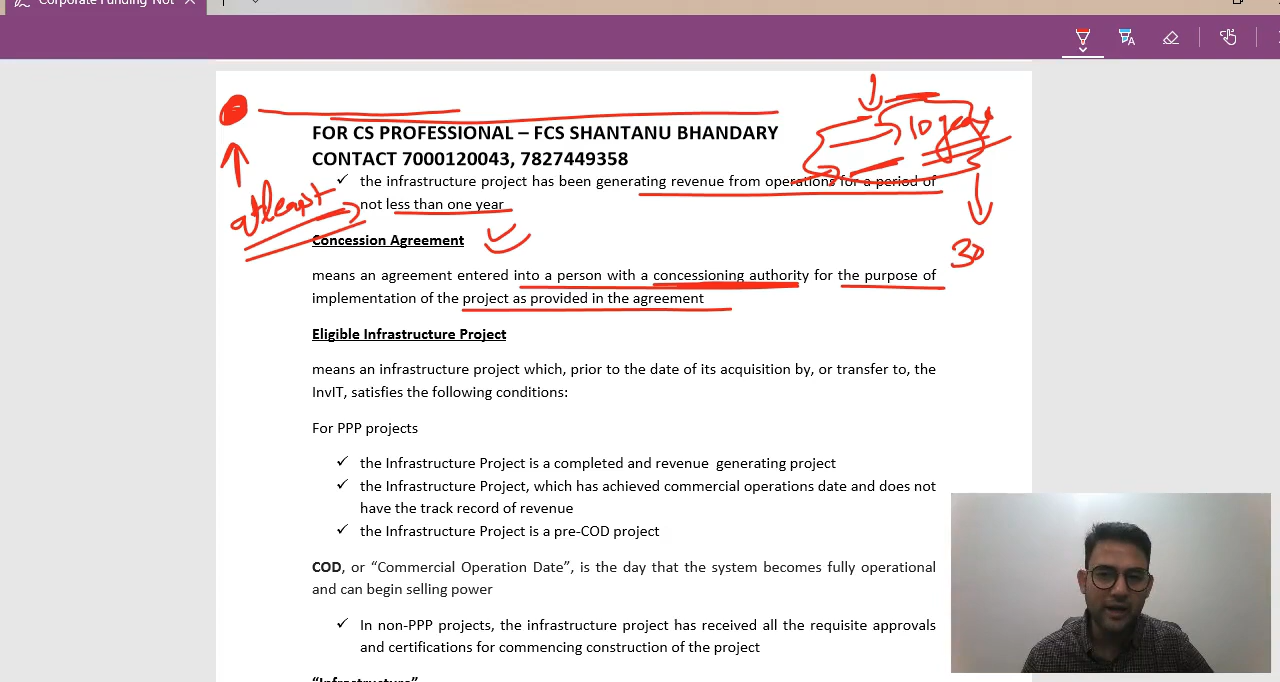 Corporate Funding-Not
FOR CS PROFESSIONAL – FCS SHANTANU BHANDARY
CONTACT 7000120043, 7827449358
10 years
✓ the infrastructure project has been generating revenue from operations for a period of
not less than one year
atleast
Concession Agreement
30
means an agreement entered into a person with a concessioning authority for the purpose of
implementation of the project as provided in the agreement
Eligible Infrastructure Project
means an infrastructure project which, prior to the date of its acquisition by, or transfer to, the
InvIT, satisfies the following conditions:
For PPP projects
✓ the Infrastructure Project is a completed and revenue generating project
✓ the Infrastructure Project, which has achieved commercial operations date and does not
have the track record of revenue
✓ the Infrastructure Project is a pre-COD project
COD, or “Commercial Operation Date”, is the day that the system becomes fully operational
and can begin selling power
✓ In non-PPP projects, the infrastructure project has received all the requisite approvals
and certifications for commencing construction of the project
“Infrastructure”